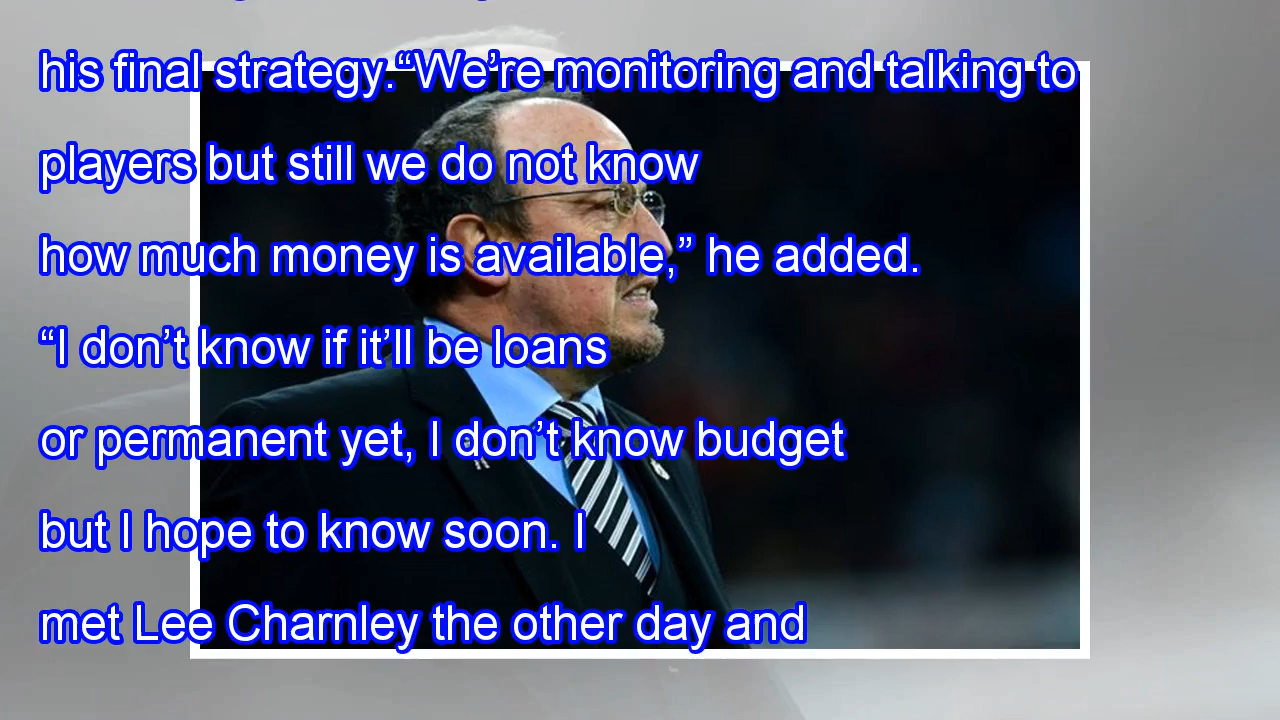 his final strategy.“We’re monitoring and talking to
players but still we do not know
how much money is available,” he added.
“I don’t know if it’ll be loans
or permanent yet, I don’t know budget
but I hope to know soon. I
met Lee Charnley the other day and